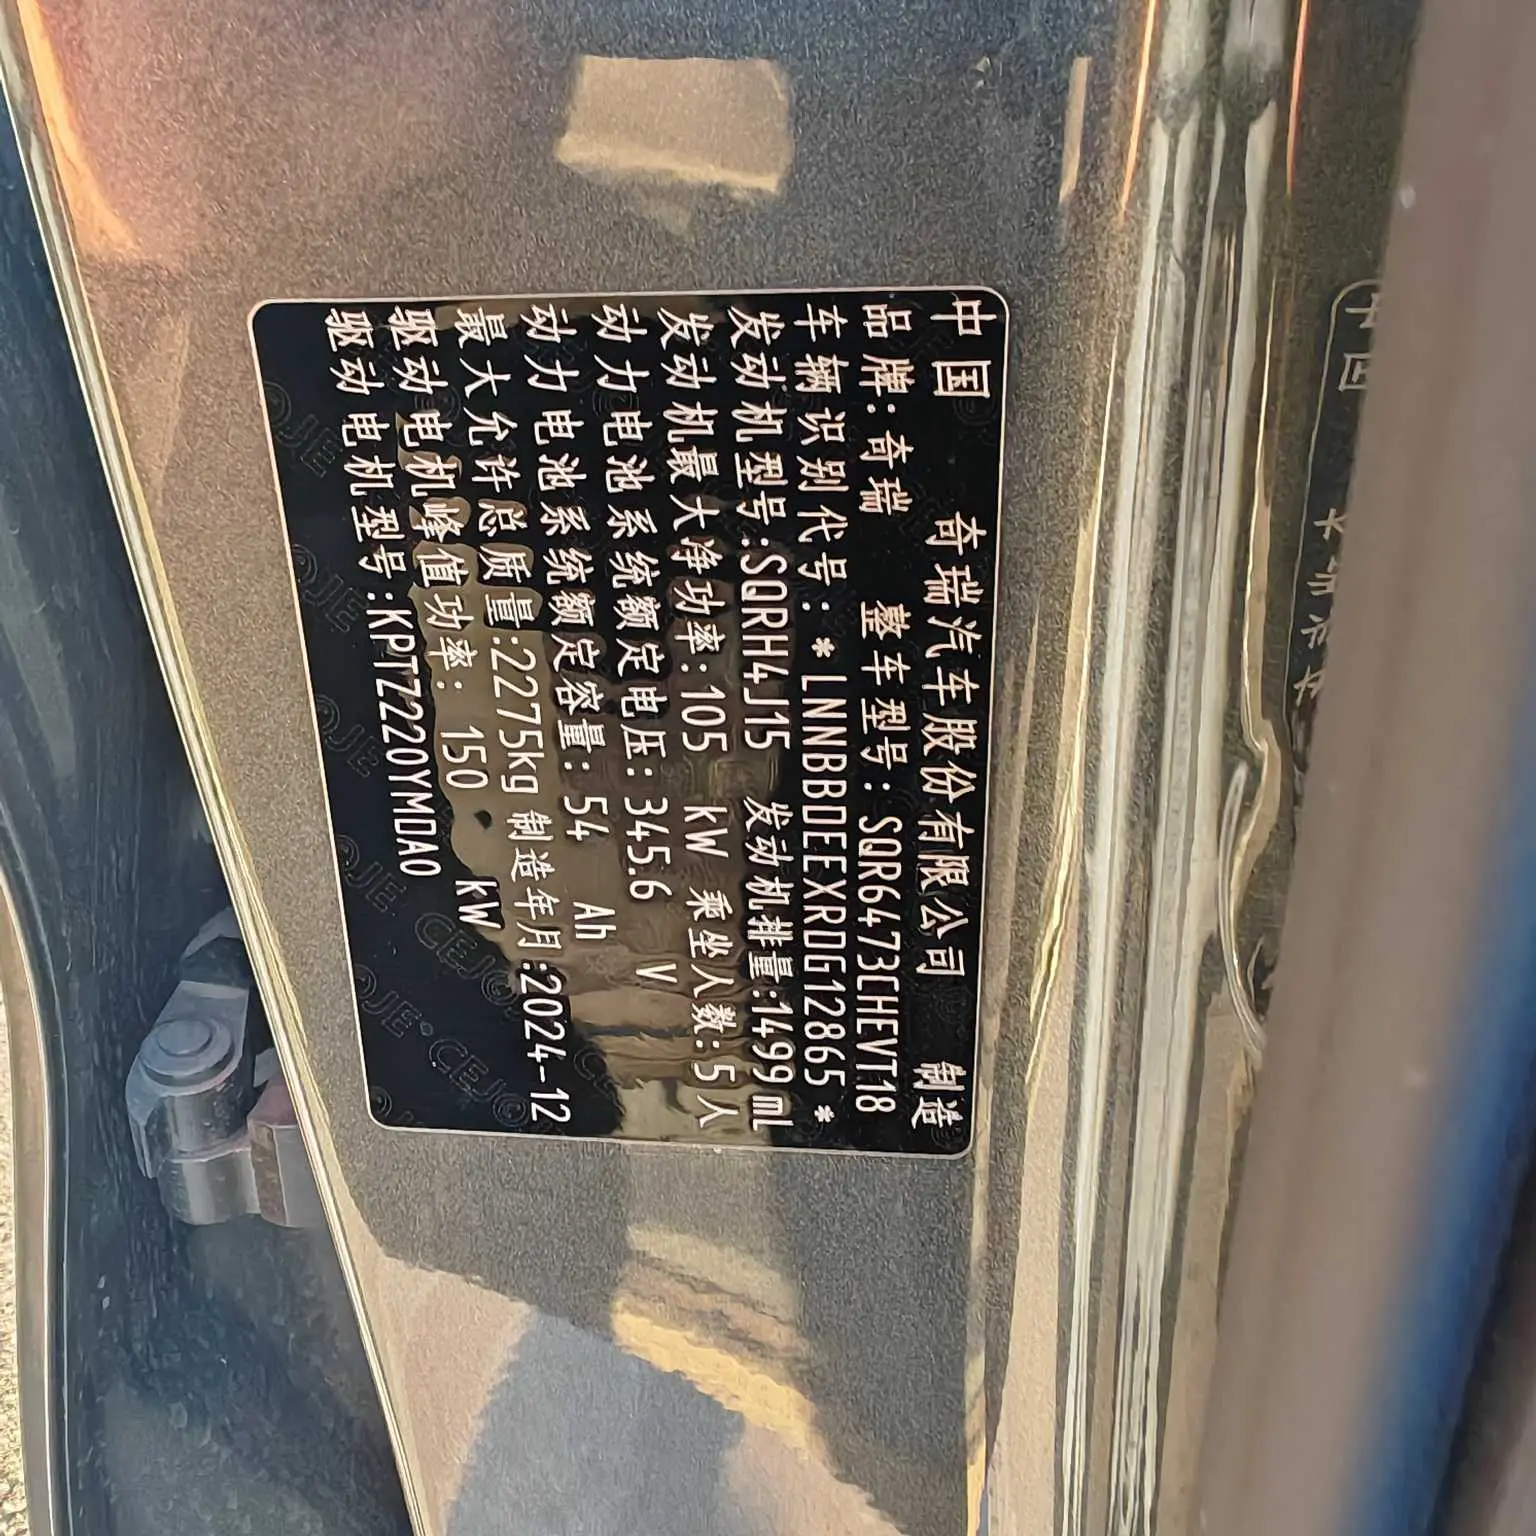 中国 奇瑞汽车股份有限公司 制造
品牌:奇瑞 整车型号:SQR6473CHEVT18
车辆识别代号:*LNNBBDEEXRDG12865*
发动机型号:SQRH4J15 发动机排量:1499mL
发动机最大净功率:105 kW 乘坐人数:5人
动力电池系统额定电压:345.6 V
动力电池系统额定容量:54 Ah
最大允许总质量:2275kg 制造年月:2024-12
驱动电机峰值功率:150 kW
驱动电机型号:KPTZ220YMDA0